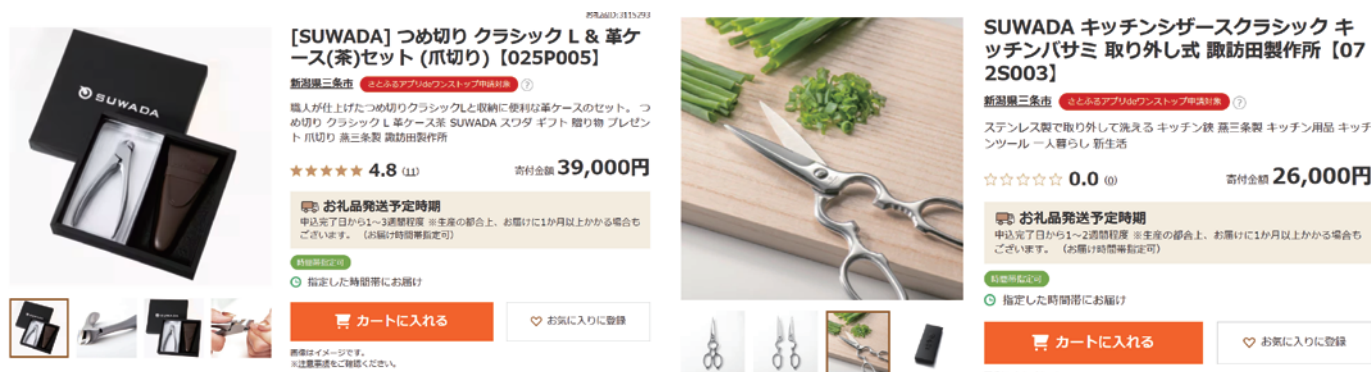 お礼品ID:3115293
[SUWADA] つめ切り クラシック L & 革ケ
ース(茶)セット (爪切り)【025P005】
新潟県三条市 さとふるアプリdeワンストップ申請対象 ?
職人が仕上げたつめ切りクラシックLと収納に便利な革ケースのセット。 つ
め切り クラシック L 革ケース茶 SUWADA スワダ ギフト 贈り物 プレゼン
ト 爪切り 燕三条製 諏訪田製作所
★★★★★ 4.8 (11) 寄付金額 39,000円
お礼品発送予定時期
申込完了日から1～3週間程度 ※生産の都合上、お届けに1か月以上かかる場合も
ございます。 (お届け時間帯指定可)
時間帯指定可
指定した時間帯にお届け
カートに入れる
お気に入りに登録
画像はイメージです。
※注意事項をご確認ください。
SUWADA
SUWADA キッチンシザースクラシック キ
ッチンバサミ 取り外し式 諏訪田製作所【07
2S003】
新潟県三条市 さとふるアプリdeワンストップ申請対象 ?
ステンレス製で取り外して洗える キッチン鋏 燕三条製 キッチン用品 キッチ
ンツール 一人暮らし 新生活
☆☆☆☆☆ 0.0 (0) 寄付金額 26,000円
お礼品発送予定時期
申込完了日から1～2週間程度 ※生産の都合上、お届けに1か月以上かかる場合も
ございます。 (お届け時間帯指定可)
時間帯指定可
指定した時間帯にお届け
カートに入れる
お気に入りに登録